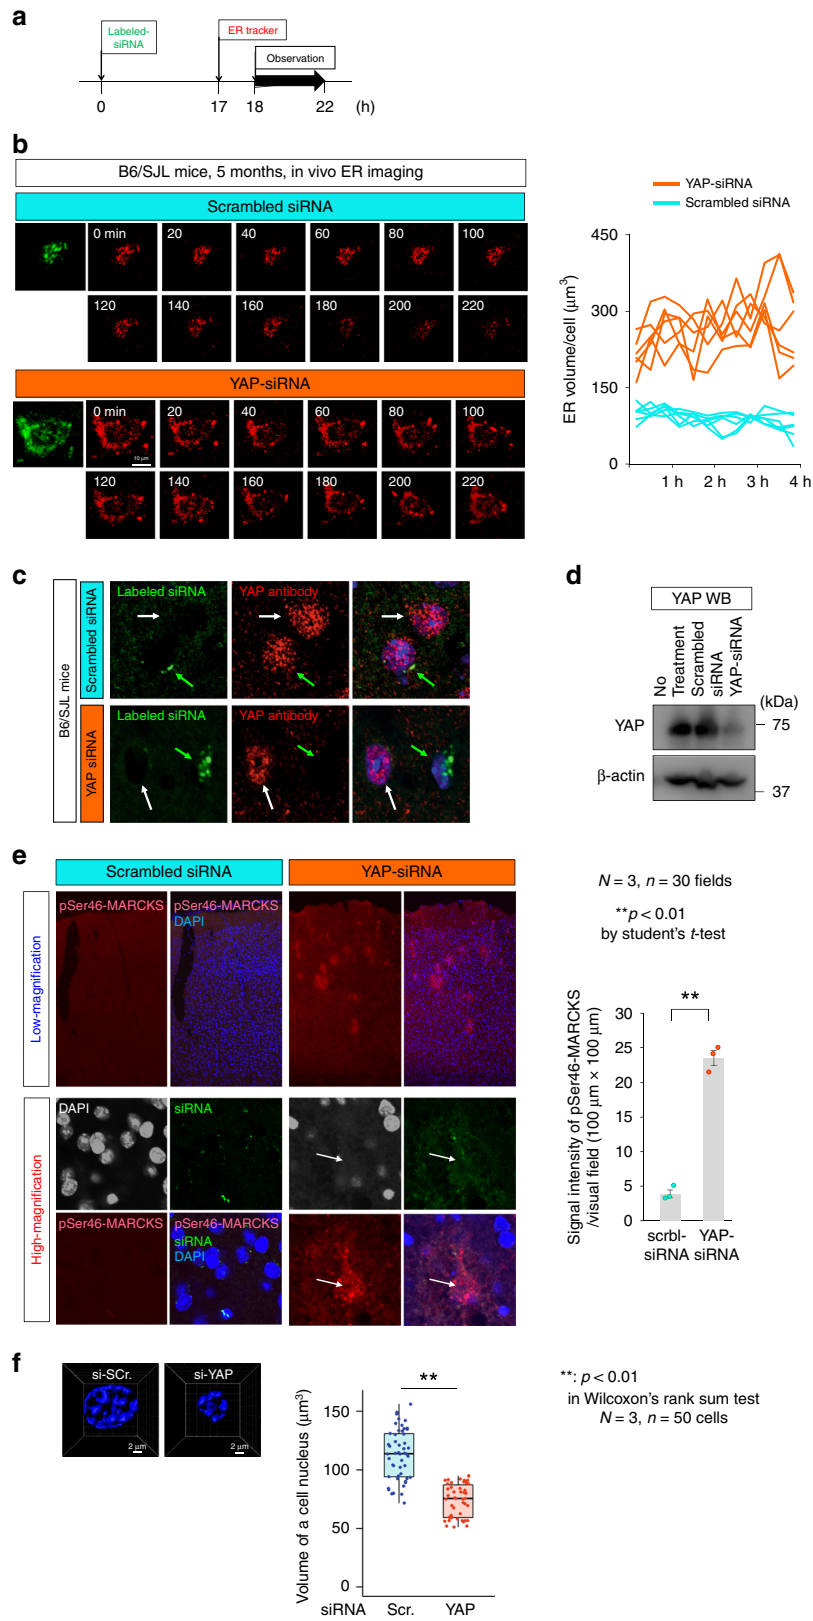 a
Labeled-
siRNA
ER tracker
Observation
0
17
18
22
(h)
b
B6/SJL mice, 5 months, in vivo ER imaging
Scrambled siRNA
0 min
20
40
60
80
100
120
140
160
180
200
220
YAP-siRNA
0 min
20
40
60
80
100
10 μm
120
140
160
180
200
220
YAP-siRNA
Scrambled siRNA
ER volume/cell (μm³)
450
300
150
0
1 h
2 h
3 h
4 h
c
B6/SJL mice
Scrambled siRNA
Labeled siRNA
YAP antibody
YAP siRNA
Labeled siRNA
YAP antibody
d
YAP WB
No
Treatment
Scrambled
siRNA
YAP-siRNA
(kDa)
YAP
75
β-actin
37
e
Scrambled siRNA
YAP-siRNA
Low-magnification
pSer46-MARCKS
pSer46-MARCKS
DAPI
High-magnification
DAPI
siRNA
pSer46-MARCKS
pSer46-MARCKS
siRNA
DAPI
N = 3, n = 30 fields
**p < 0.01
by student's t-test
Signal intensity of pSer46-MARCKS
/visual field (100 μm × 100 μm)
30
25
20
15
10
5
0
**
scrbl-
siRNA
YAP-
siRNA
f
si-SCr.
2 μm
si-YAP
2 μm
Volume of a cell nucleus (μm³)
150
100
50
0
**
siRNA
Scr.
YAP
**: p < 0.01
in Wilcoxon's rank sum test
N = 3, n = 50 cells